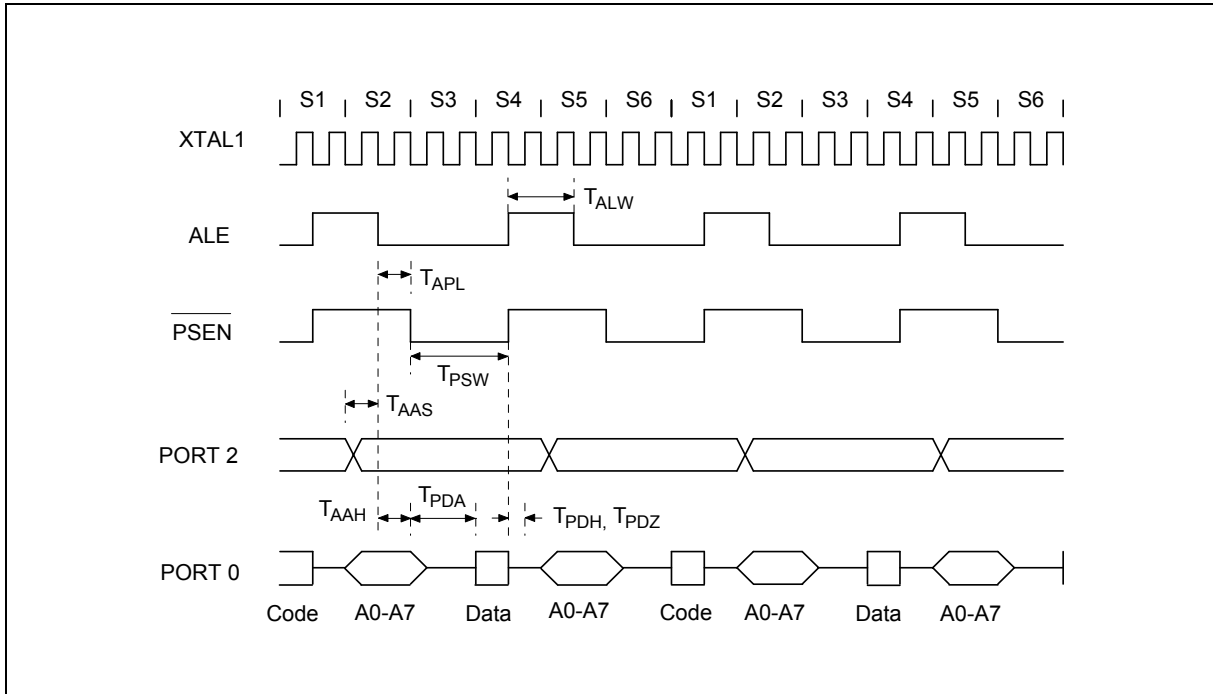 S1 S2 S3 S4 S5 S6 S1 S2 S3 S4 S5 S6
XTAL1
TALW
ALE
TAPL
PSEN
TPSW
TAAS
PORT 2
TAAH TPDA TPDH, TPDZ
PORT 0
Code A0-A7 Data A0-A7 Code A0-A7 Data A0-A7